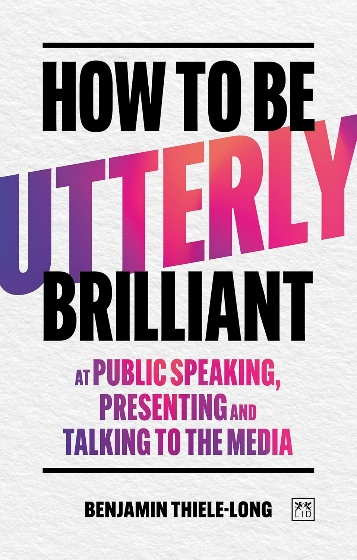 HOW TO BE
UTTERLY
BRILLIANT
AT PUBLIC SPEAKING,
PRESENTING AND
TALKING TO THE MEDIA
BENJAMIN THIELE-LONG
LID